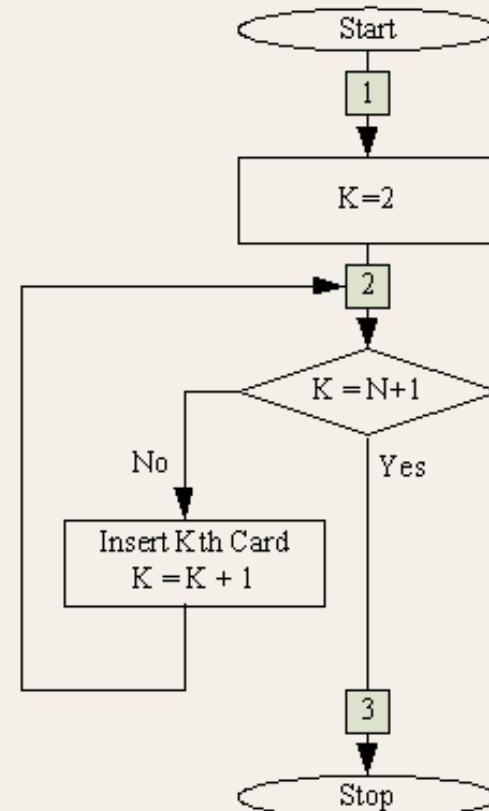 Start
1
K=2
2
K = N+1
No
Yes
Insert Kth Card
K = K + 1
3
Stop